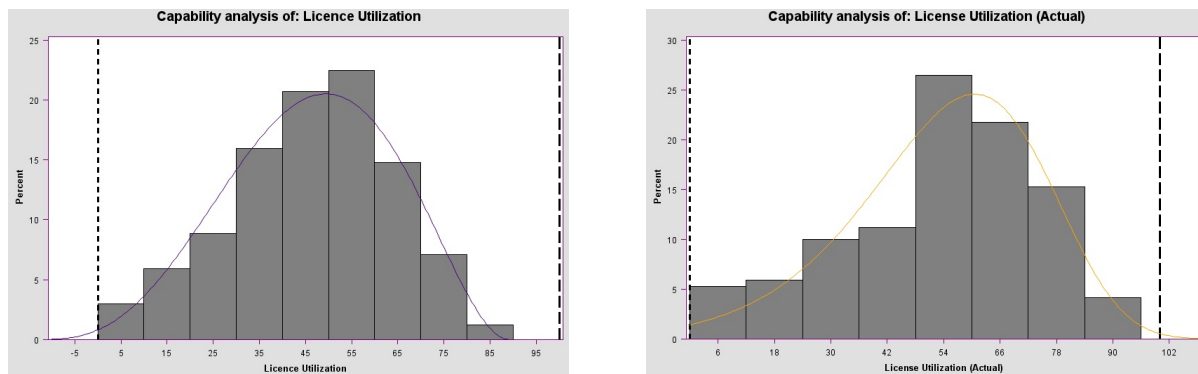 Capability analysis of: Licence Utilization
25
20
15
10
5
0
Percent
-5 5 15 25 35 45 55 65 75 85 95
Licence Utilization
Capability analysis of: License Utilization (Actual)
30
25
20
15
10
5
0
Percent
6 18 30 42 54 66 78 90 102
License Utilization (Actual)